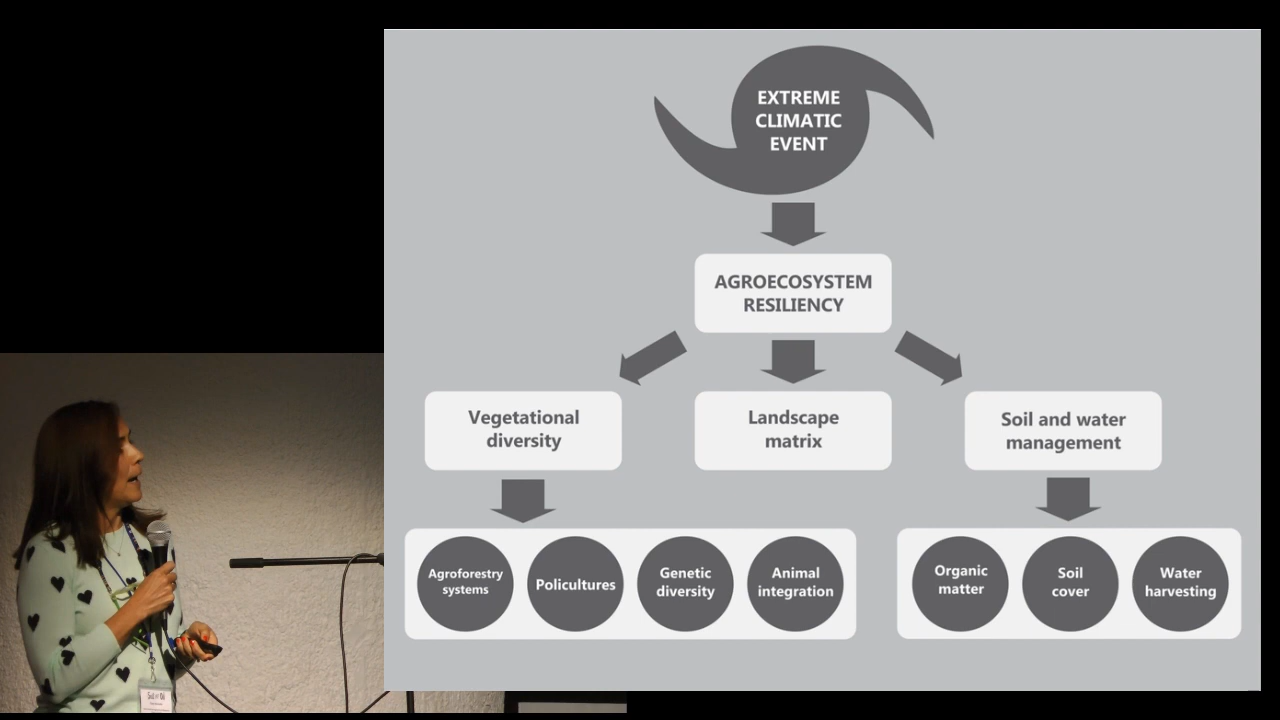 EXTREME
CLIMATIC
EVENT
AGROECOSYSTEM
RESILIENCY
Vegetational
diversity
Landscape
matrix
Soil and water
management
Agroforestry
systems
Policultures
Genetic
diversity
Animal
integration
Organic
matter
Soil
cover
Water
harvesting